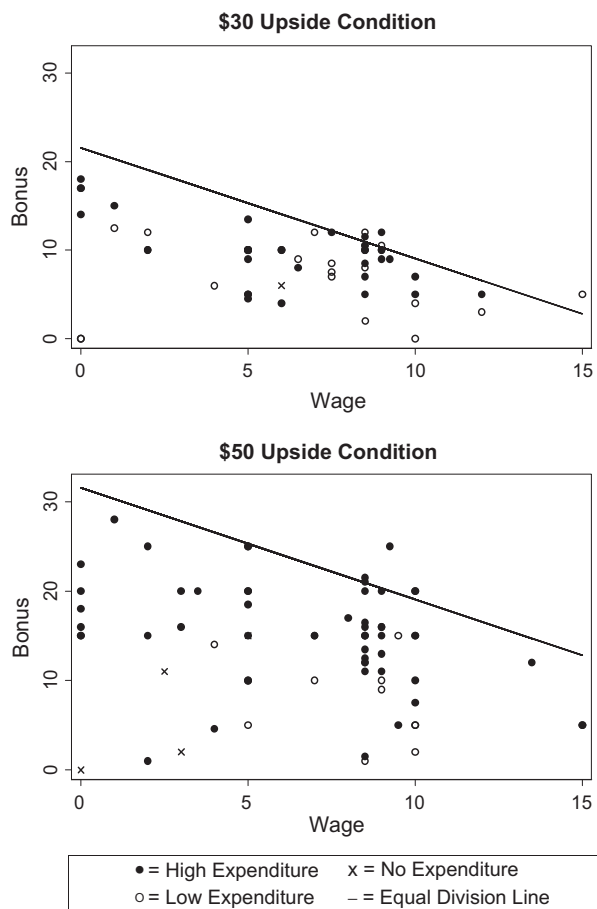 $30 Upside Condition
30
20
10
0
Bonus
0 5 10 15
Wage
$50 Upside Condition
30
20
10
0
Bonus
0 5 10 15
Wage
● = High Expenditure x = No Expenditure
○ = Low Expenditure – = Equal Division Line